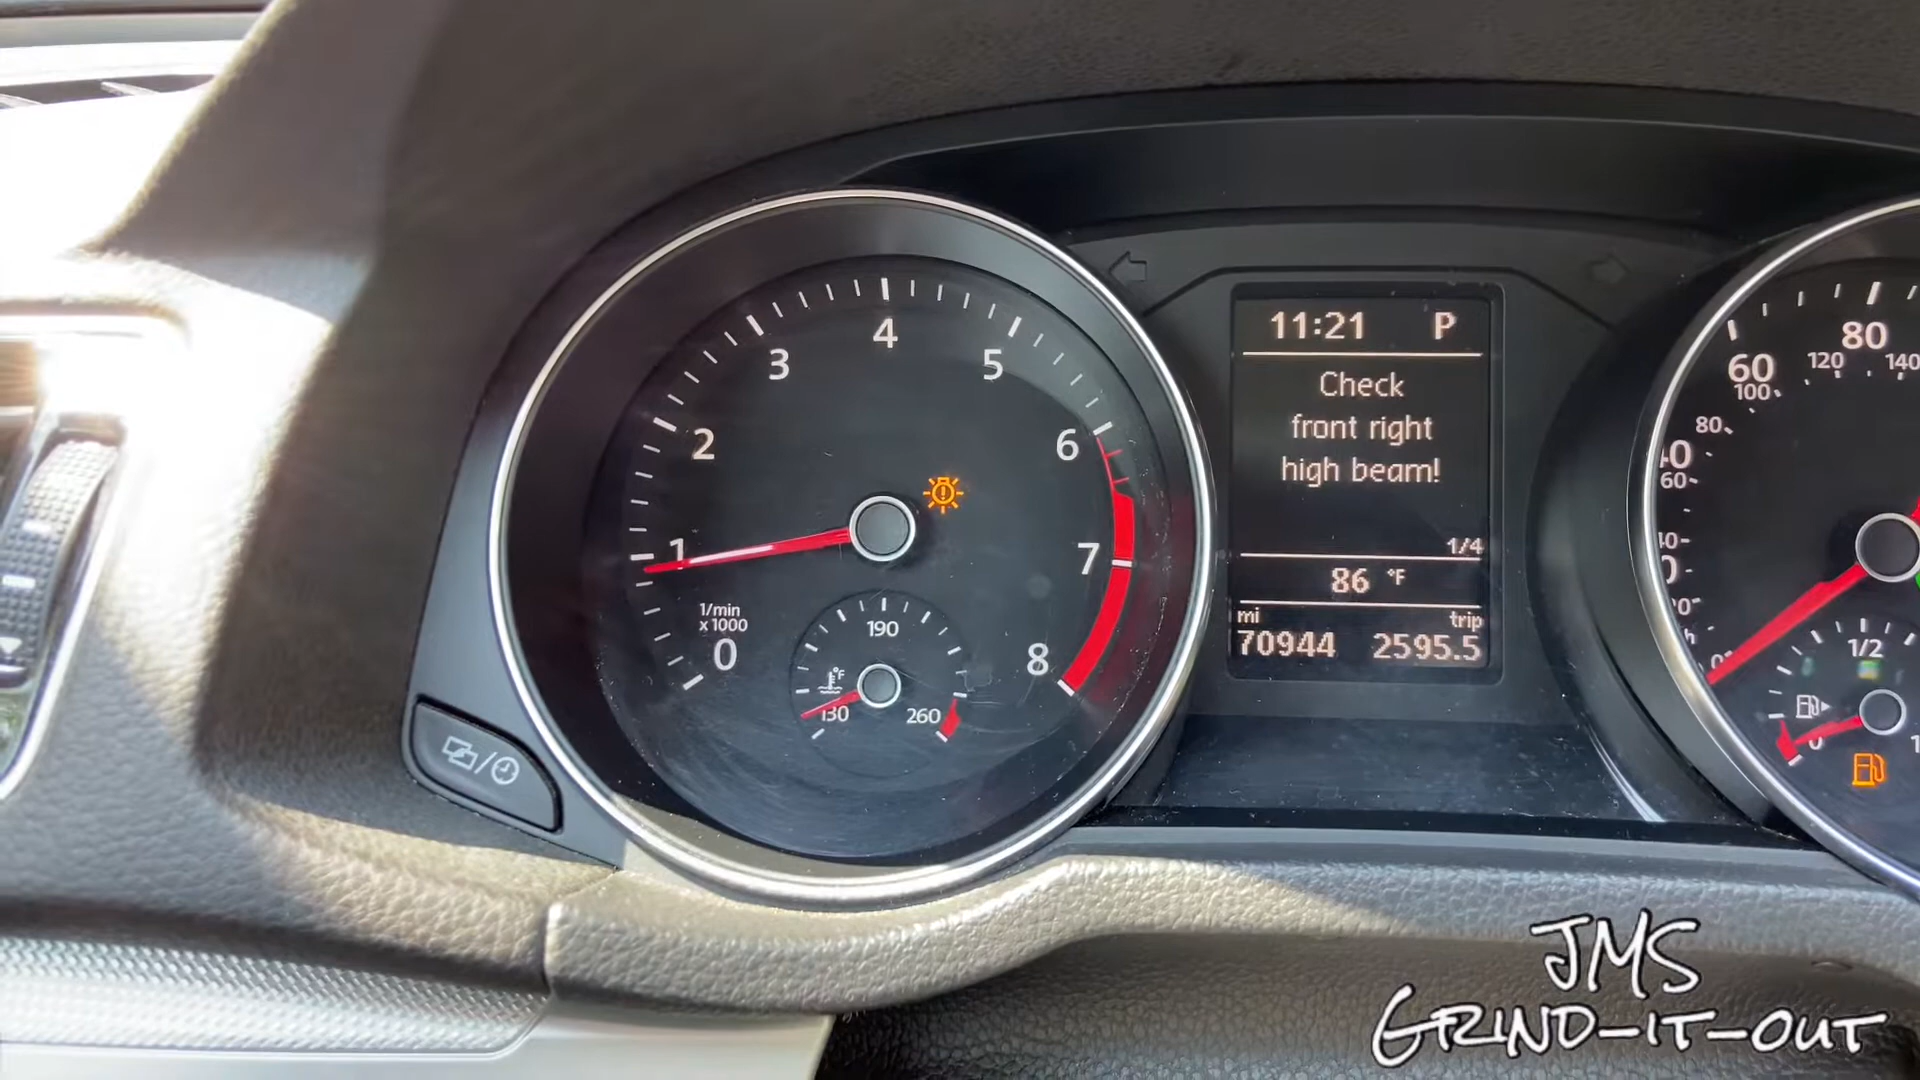 4
3
5
2
6
1
7
1/min
x 1000
0
8
190
°F
130
260
11:21 P
Check
front right
high beam!
1/4
86 °F
mi trip
70944 2595.5
60
80
100
120
140
80
60
1/2
0
JMS
GRIND-IT-OUT